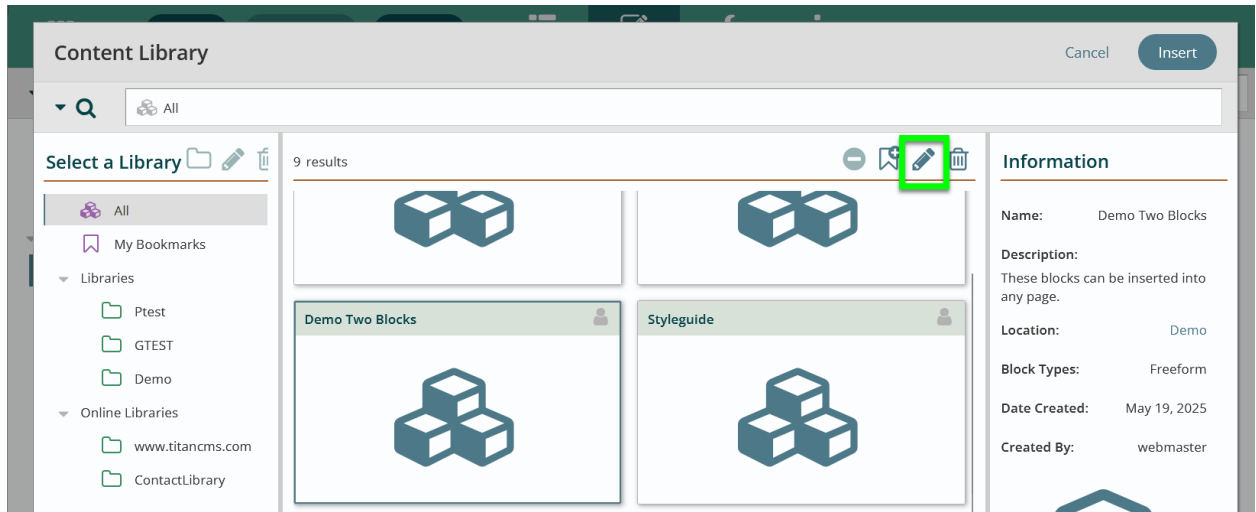 Content Library
Cancel
Insert
All
Select a Library
9 results
Information
All
My Bookmarks
Libraries
Ptest
GTEST
Demo
Online Libraries
www.titancms.com
ContactLibrary
Demo Two Blocks
Styleguide
Name: Demo Two Blocks
Description:
These blocks can be inserted into
any page.
Location: Demo
Block Types: Freeform
Date Created: May 19, 2025
Created By: webmaster